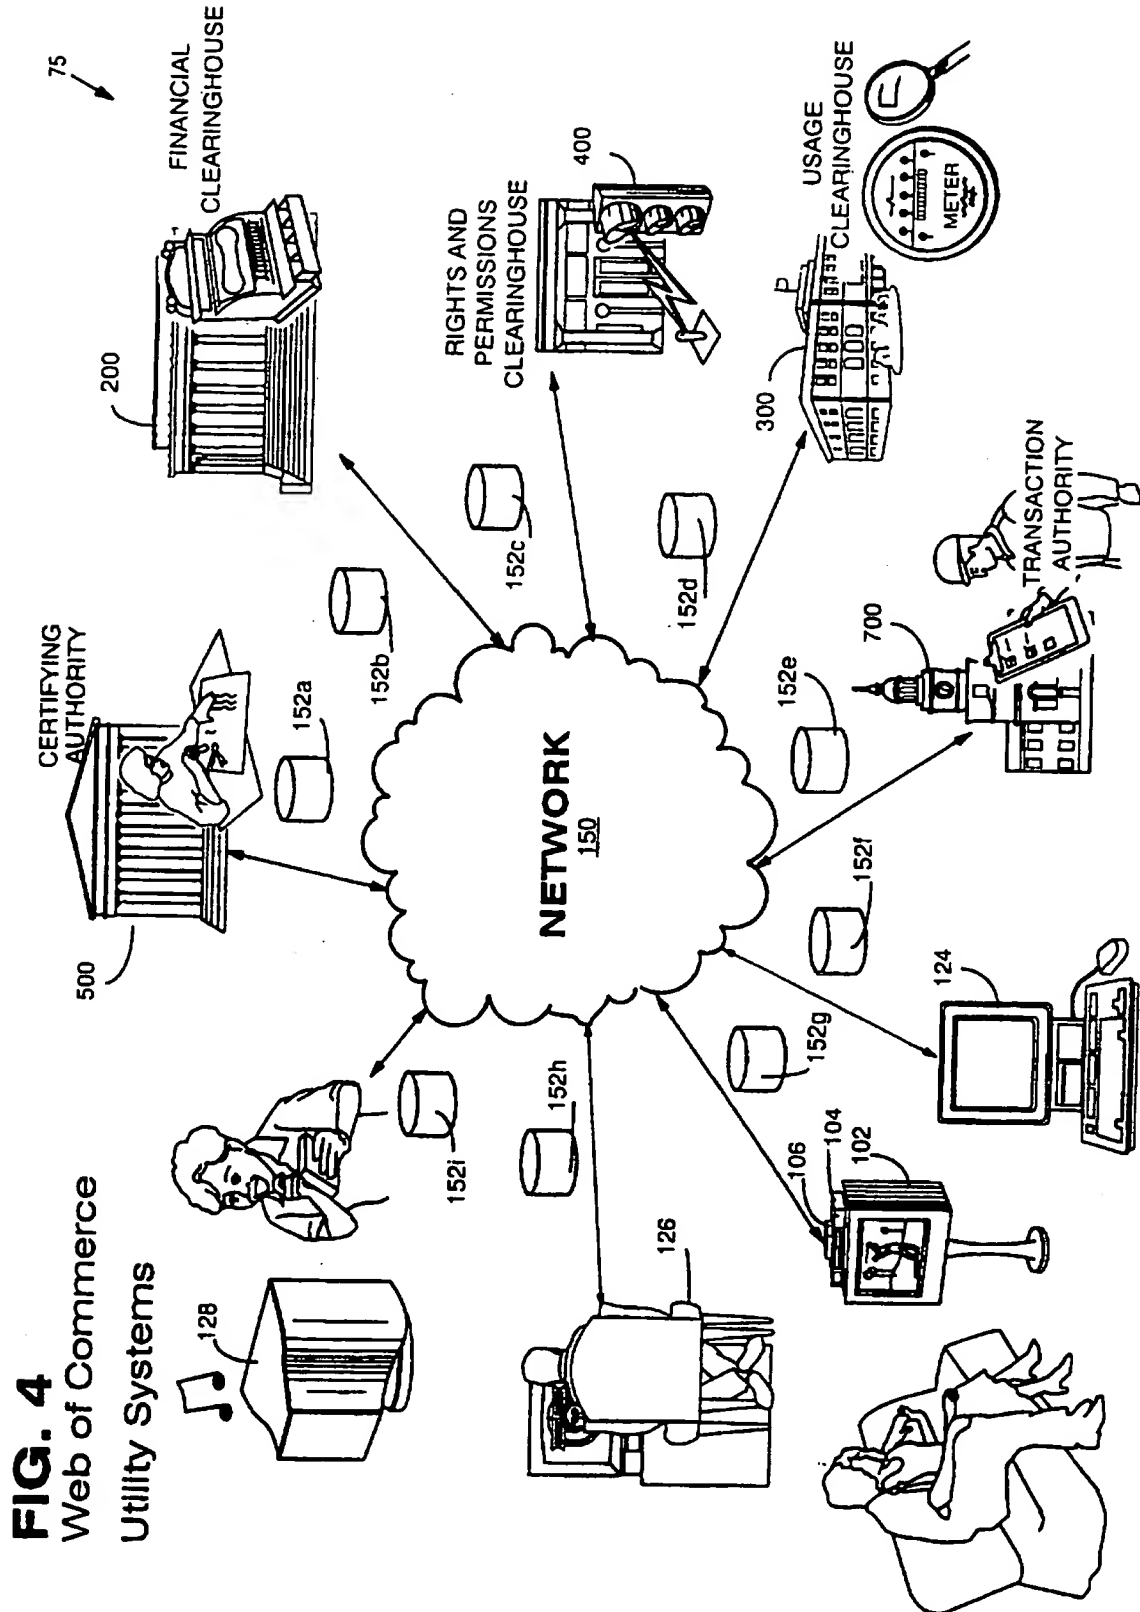 FIG. 4
Web of Commerce
Utility Systems
75
128
500
CERTIFYING
AUTHORITY
200
FINANCIAL
CLEARINGHOUSE
152i
152a
152b
152h
152c
RIGHTS AND
PERMISSIONS
CLEARINGHOUSE
400
NETWORK
150
126
152g
152f
152e
152d
300
USAGE
CLEARINGHOUSE
METER
106
104
102
124
700
TRANSACTION
AUTHORITY